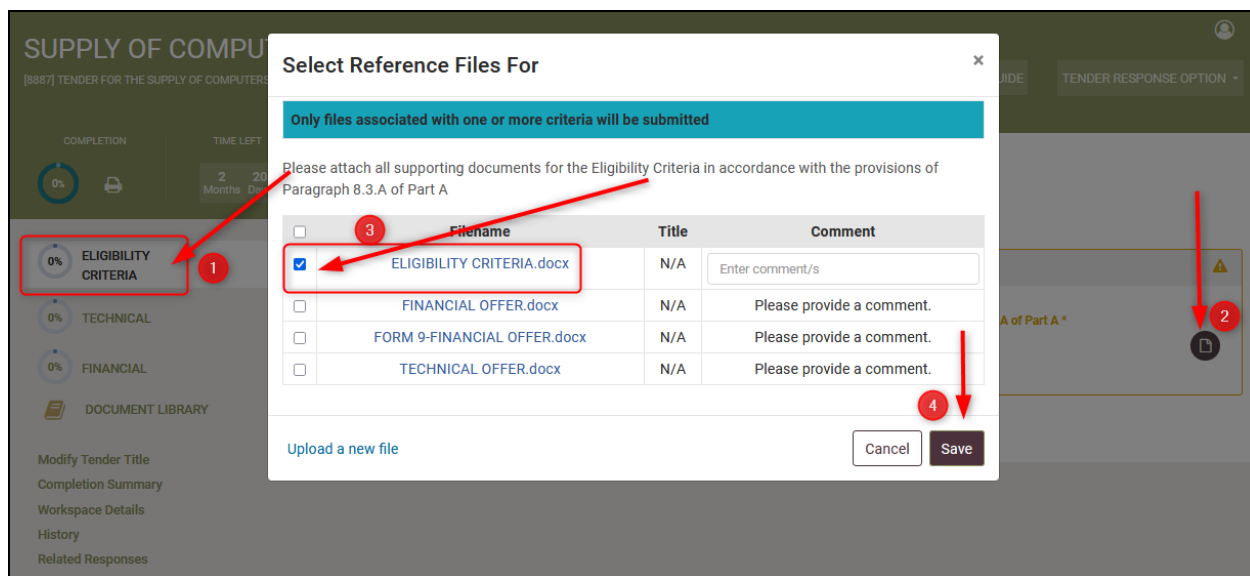 SUPPLY OF COMPU
[8887] TENDER FOR THE SUPPLY OF COMPUTERS
UIDE
TENDER RESPONSE OPTION
COMPLETION
TIME LEFT
0%
2 20
Months Da
0% ELIGIBILITY
CRITERIA
1
0% TECHNICAL
0% FINANCIAL
DOCUMENT LIBRARY
Modify Tender Title
Completion Summary
Workspace Details
History
Related Responses
Select Reference Files For
×
Only files associated with one or more criteria will be submitted
Please attach all supporting documents for the Eligibility Criteria in accordance with the provisions of
Paragraph 8.3.A of Part A
3
Filename Title Comment
ELIGIBILITY CRITERIA.docx N/A Enter comment/s
FINANCIAL OFFER.docx N/A Please provide a comment.
FORM 9-FINANCIAL OFFER.docx N/A Please provide a comment.
TECHNICAL OFFER.docx N/A Please provide a comment.
4
Upload a new file Cancel Save
A of Part A *
2